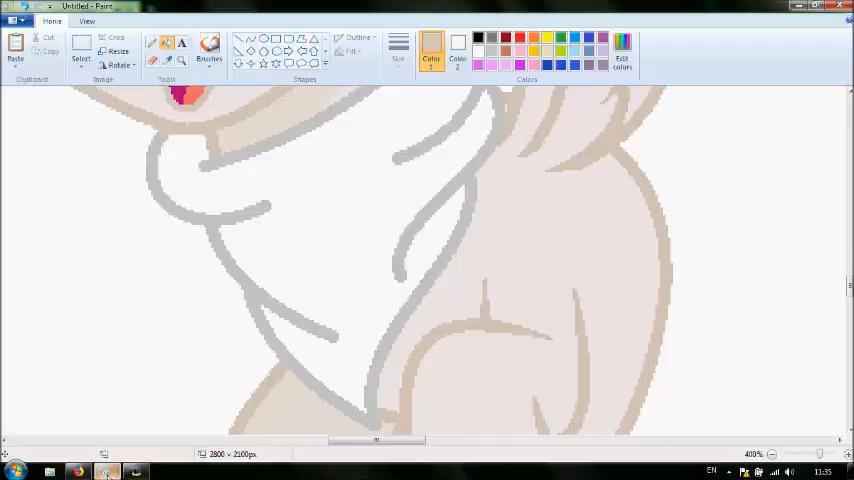 Untitled - Paint
Home View
Paste
Cut
Copy
Clipboard
Select
Crop
Resize
Rotate
Image
A
Tools
Brushes
Outline
Fill
Shapes
Size
Color 1
Color 2
Edit colors
Colors
2800 × 2100px
400%
EN
11:35